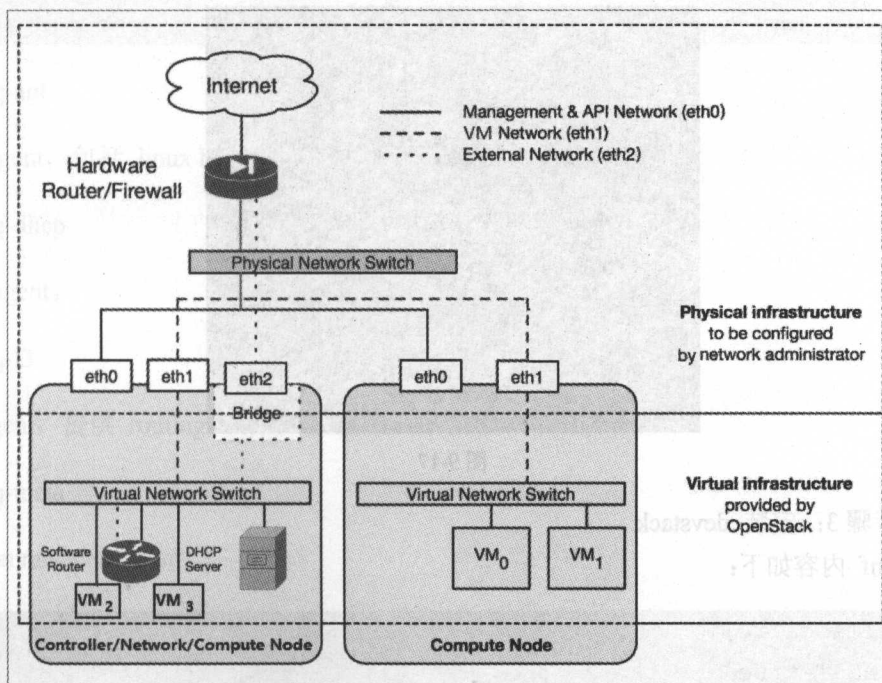 Internet
Management & API Network (eth0)
VM Network (eth1)
External Network (eth2)
Hardware
Router/Firewall
Physical Network Switch
Physical infrastructure
to be configured
by network administrator
eth0
eth1
eth2
eth0
eth1
Bridge
Virtual Network Switch
Virtual Network Switch
Virtual infrastructure
provided by
OpenStack
Software
Router
DHCP
Server
VM0
VM1
VM2
VM3
Controller/Network/Compute Node
Compute Node